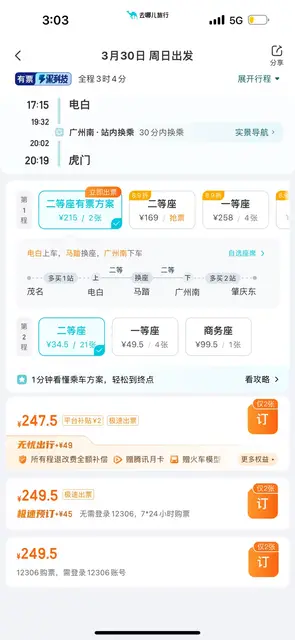 3:03
去哪儿旅行
5G
3月30日 周日出发
分享
有票
全程3时4分
展开行程
17:15 电白
19:32
广州南·站内换乘 30分内换乘 实景导航
20:02
20:19 虎门
第1程
立即出票
二等座有票方案
¥215 / 2张
二等座
¥169 / 抢票
一等座
¥258 / 4张
电白上车，马踏换座，广州南下车 自选座席
多买1站 上 二等 换座 二等 下 多买2站
茂名 电白 马踏 广州南 肇庆东
第2程
二等座
¥34.5 / 21张
一等座
¥49.5 / 4张
商务座
¥99.5 / 1张
1分钟看懂乘车方案，轻松到终点 看攻略
¥247.5 平台补贴¥2 极速出票
仅2张
订
无忧出行+¥49
所有程退改费全额补偿 赠腾讯月卡 赠火车模型 更多权益
¥249.5 极速出票
仅2张
订
极速预订+¥45 无需登录12306，7*24小时购票
¥249.5
仅2张
订
12306购票，需登录12306账号